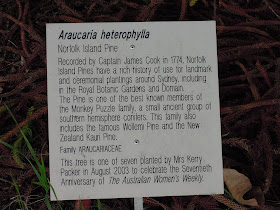 Araucaria heterophylla
Norfolk Island Pine
Recorded by Captain James Cook in 1774, Norfolk
Island Pines have a rich history of use for landmark
and ceremonial plantings around Sydney, including
in the Royal Botanic Gardens and Domain.
The Pine is one of the best known members of
the Monkey Puzzle family, a small ancient group of
southern hemisphere conifers. This family also
includes the famous Wollemi Pine and the New
Zealand Kauri Pine.
Family ARAUCARIACEAE
This tree is one of seven planted by Mrs Kerry
Packer in August 2003 to celebrate the Seventieth
Anniversary of The Australian Women's Weekly.